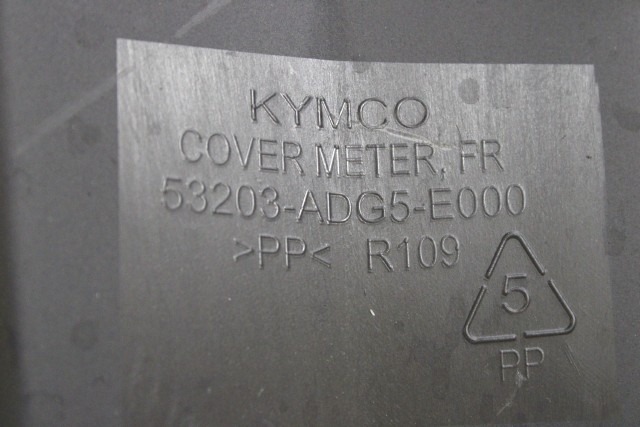 KYMCO
COVER METER, FR
53203-ADG5-E000
>PP< R109
5
PP